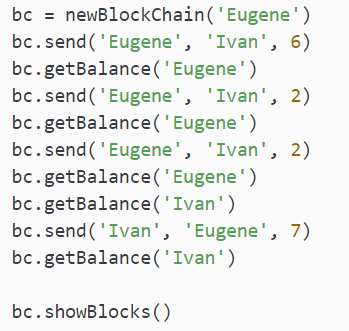 bc = newBlockChain('Eugene')
bc.send('Eugene', 'Ivan', 6)
bc.getBalance('Eugene')
bc.send('Eugene', 'Ivan', 2)
bc.getBalance('Eugene')
bc.send('Eugene', 'Ivan', 2)
bc.getBalance('Eugene')
bc.getBalance('Ivan')
bc.send('Ivan', 'Eugene', 7)
bc.getBalance('Ivan')
bc.showBlocks()